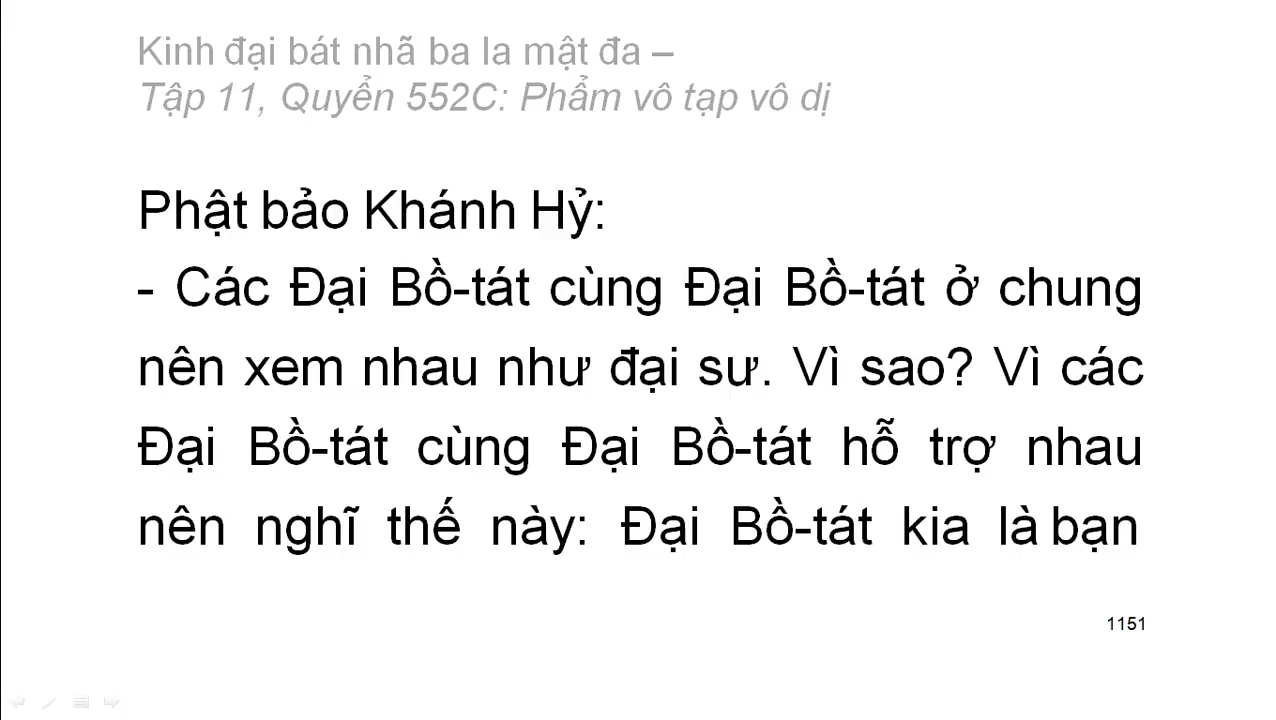 Kinh đại bát nhã ba la mật đa –
Tập 11, Quyển 552C: Phẩm vô tạp vô dị
Phật bảo Khánh Hỷ:
- Các Đại Bồ-tát cùng Đại Bồ-tát ở chung
nên xem nhau như đại sư. Vì sao? Vì các
Đại Bồ-tát cùng Đại Bồ-tát hỗ trợ nhau
nên nghĩ thế này: Đại Bồ-tát kia là bạn
1151